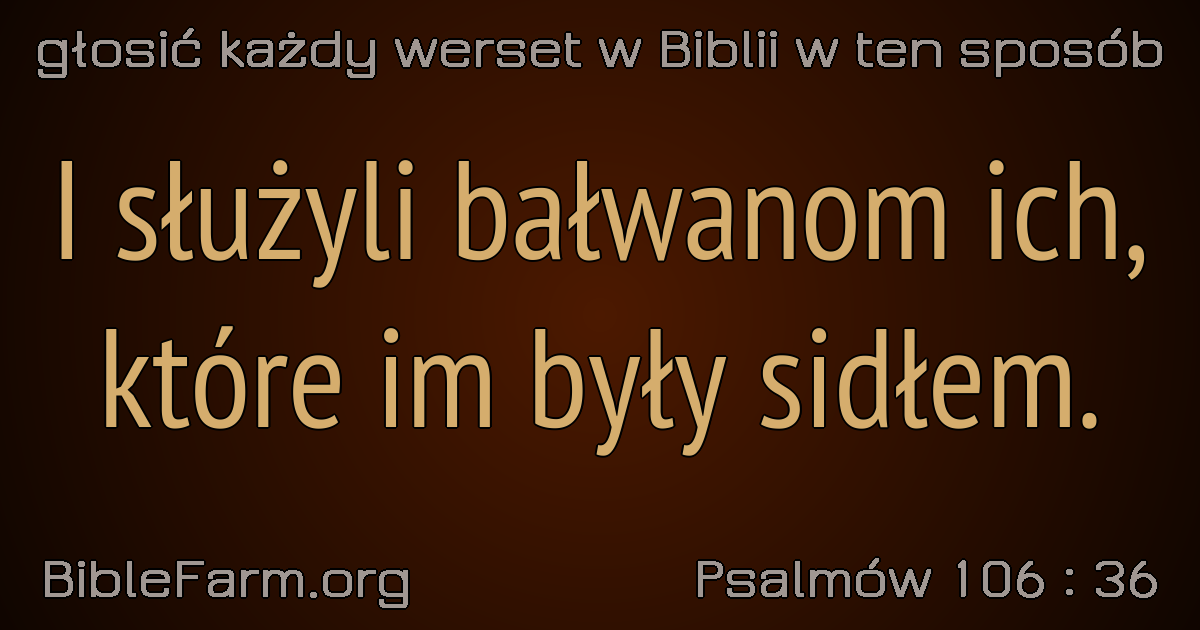 głosić każdy werset w Biblii w ten sposób
I służyli bałwanom ich,
które im były sidłem.
BibleFarm.org
Psalmów 106 : 36